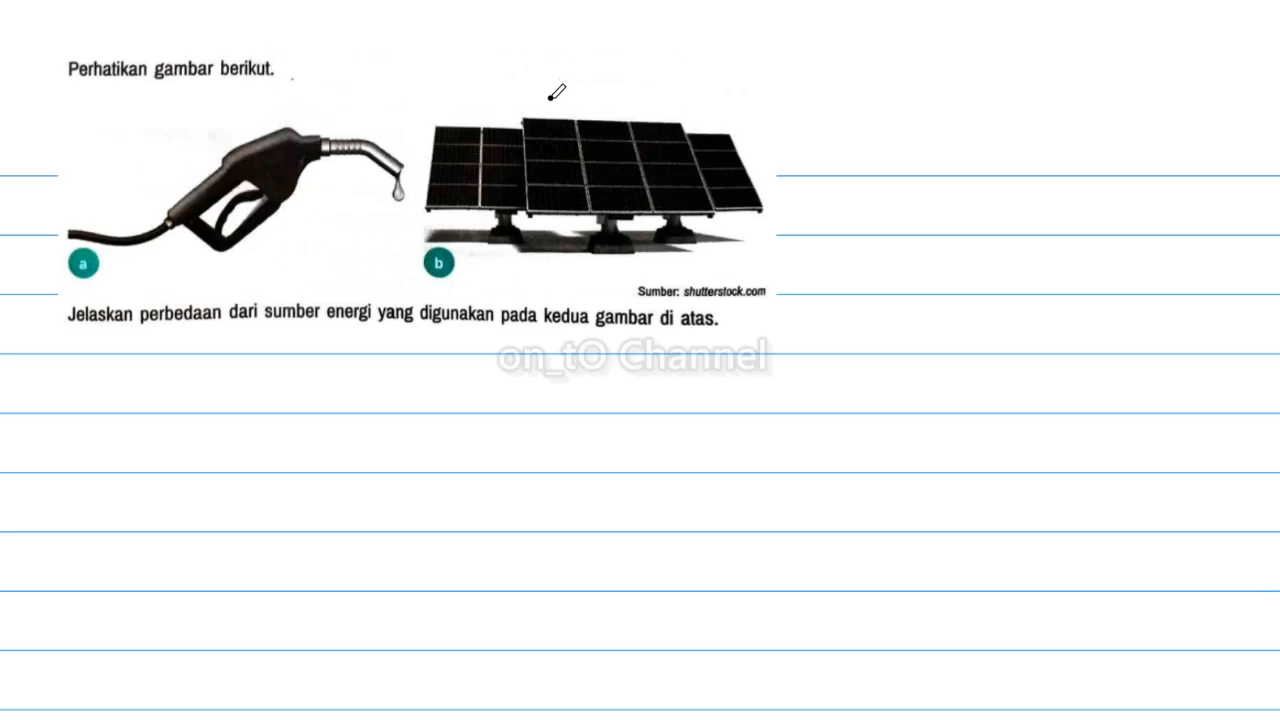 Perhatikan gambar berikut.
a
b
Sumber: shutterstock.com
Jelaskan perbedaan dari sumber energi yang digunakan pada kedua gambar di atas.
on_tO Channel